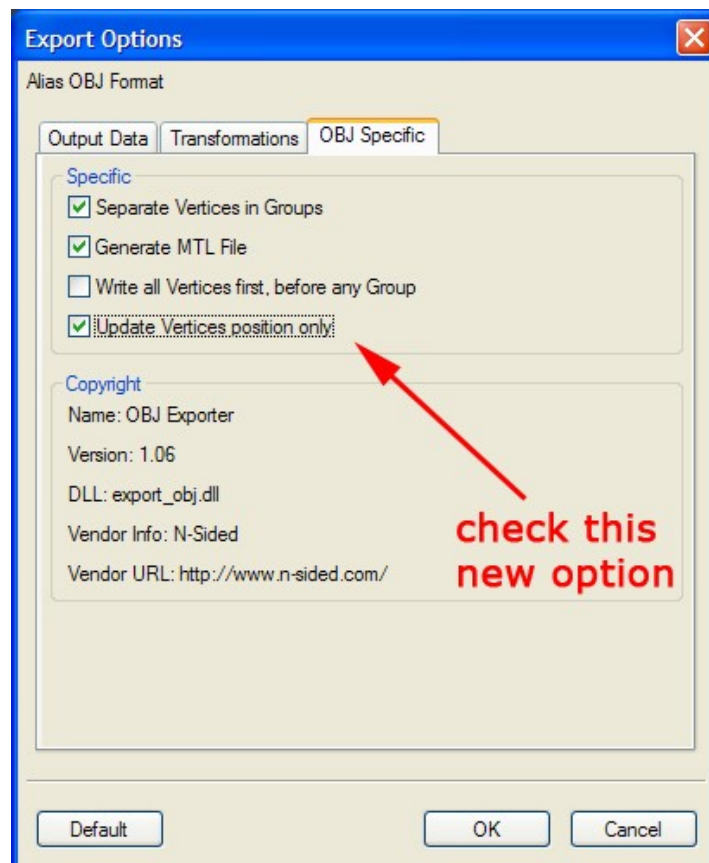 Export Options
Alias OBJ Format
Output Data Transformations OBJ Specific
Specific
Separate Vertices in Groups
Generate MTL File
Write all Vertices first, before any Group
Update Vertices position only
Copyright
Name: OBJ Exporter
Version: 1.06
DLL: export_obj.dll
Vendor Info: N-Sided
Vendor URL: http://www.n-sided.com/
check this
new option
Default OK Cancel